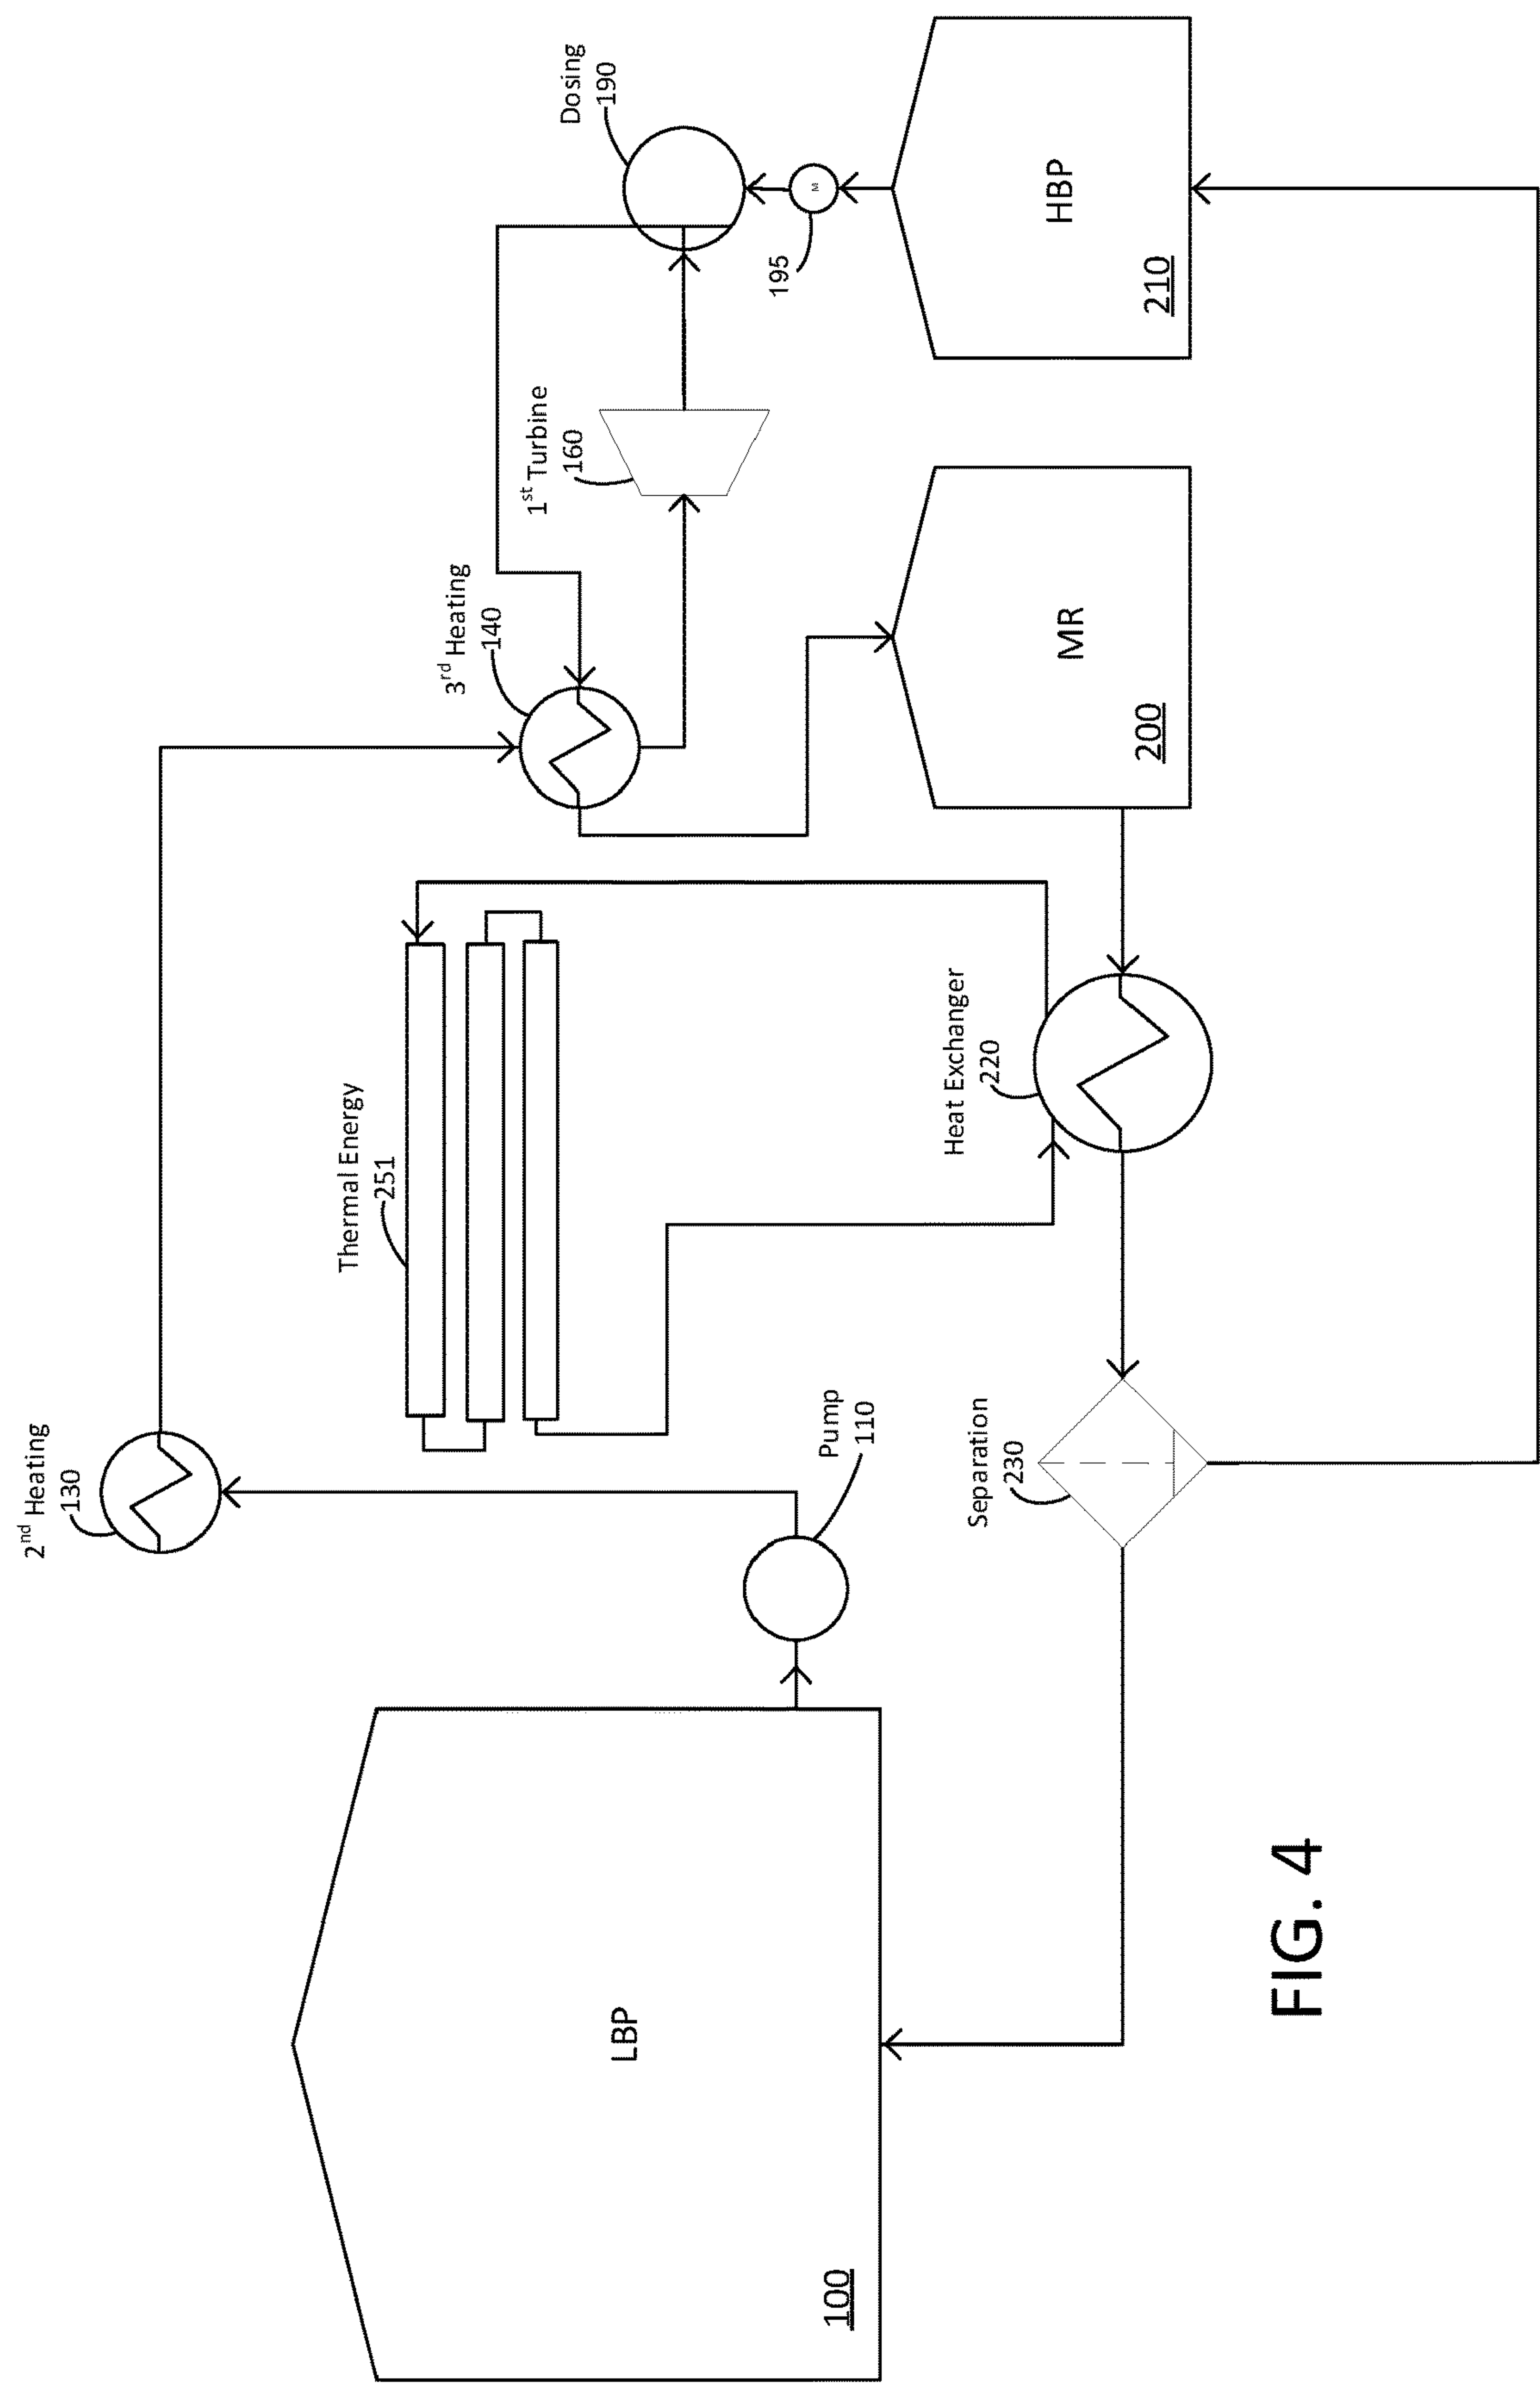 2nd Heating
130
3rd Heating
140
1st Turbine
160
Dosing
190
Thermal Energy
251
Pump
110
195
M
LBP
100
Separation
230
Heat Exchanger
220
MR
200
HBP
210
FIG. 4